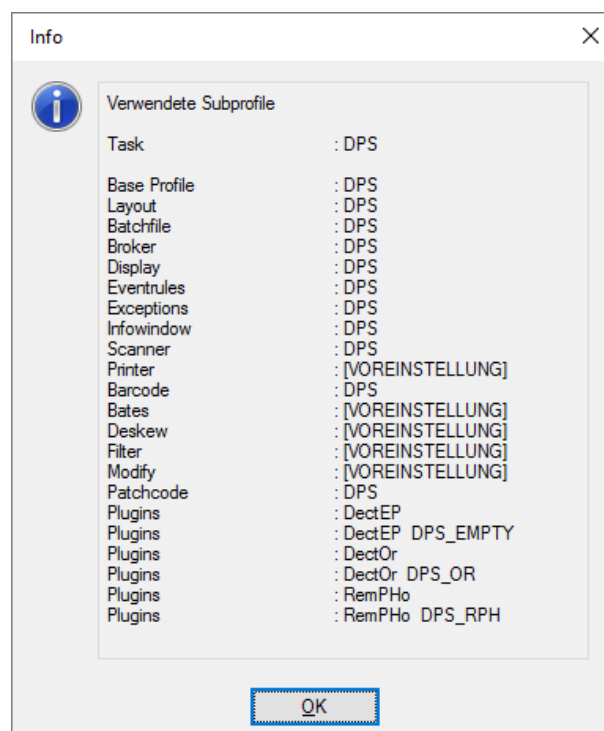 Info
Verwendete Subprofile
Task : DPS
Base Profile : DPS
Layout : DPS
Batchfile : DPS
Broker : DPS
Display : DPS
Eventrules : DPS
Exceptions : DPS
Infowindow : DPS
Scanner : DPS
Printer : [VOREINSTELLUNG]
Barcode : DPS
Bates : [VOREINSTELLUNG]
Deskew : [VOREINSTELLUNG]
Filter : [VOREINSTELLUNG]
Modify : [VOREINSTELLUNG]
Patchcode : DPS
Plugins : DectEP
Plugins : DectEP DPS_EMPTY
Plugins : DectOr
Plugins : DectOr DPS_OR
Plugins : RemPHo
Plugins : RemPHo DPS_RPH
OK